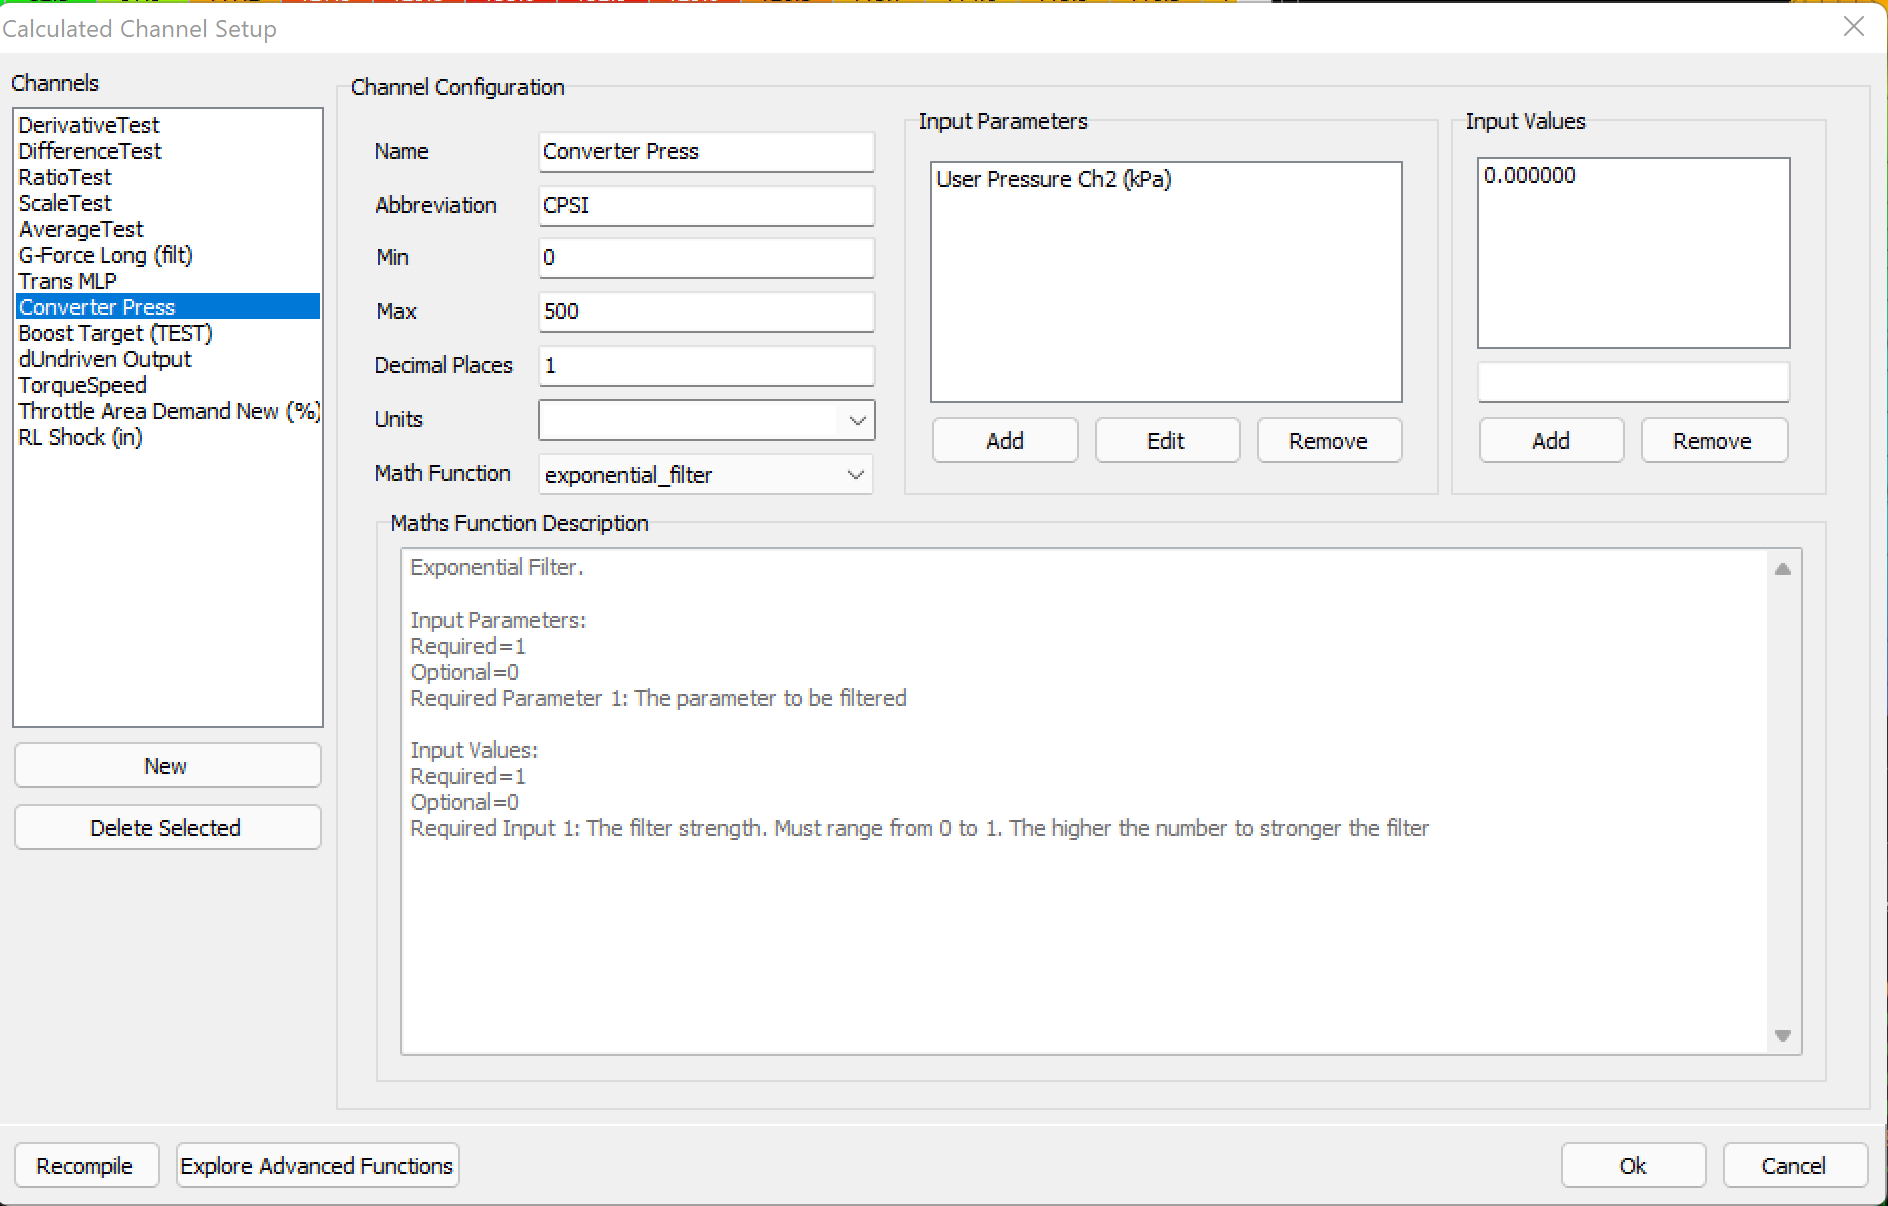 Calculated Channel Setup
Channels
DerivativeTest
DifferenceTest
RatioTest
ScaleTest
AverageTest
G-Force Long (filt)
Trans MLP
Converter Press
Boost Target (TEST)
dUndriven Output
TorqueSpeed
Throttle Area Demand New (%)
RL Shock (in)
New
Delete Selected
Channel Configuration
Name
Converter Press
Abbreviation
CPSI
Min
0
Max
500
Decimal Places
1
Units
Math Function
exponential_filter
Input Parameters
User Pressure Ch2 (kPa)
Add
Edit
Remove
Input Values
0.000000
Add
Remove
Maths Function Description
Exponential Filter.
Input Parameters:
Required=1
Optional=0
Required Parameter 1: The parameter to be filtered
Input Values:
Required=1
Optional=0
Required Input 1: The filter strength. Must range from 0 to 1. The higher the number to stronger the filter
Recompile
Explore Advanced Functions
Ok
Cancel